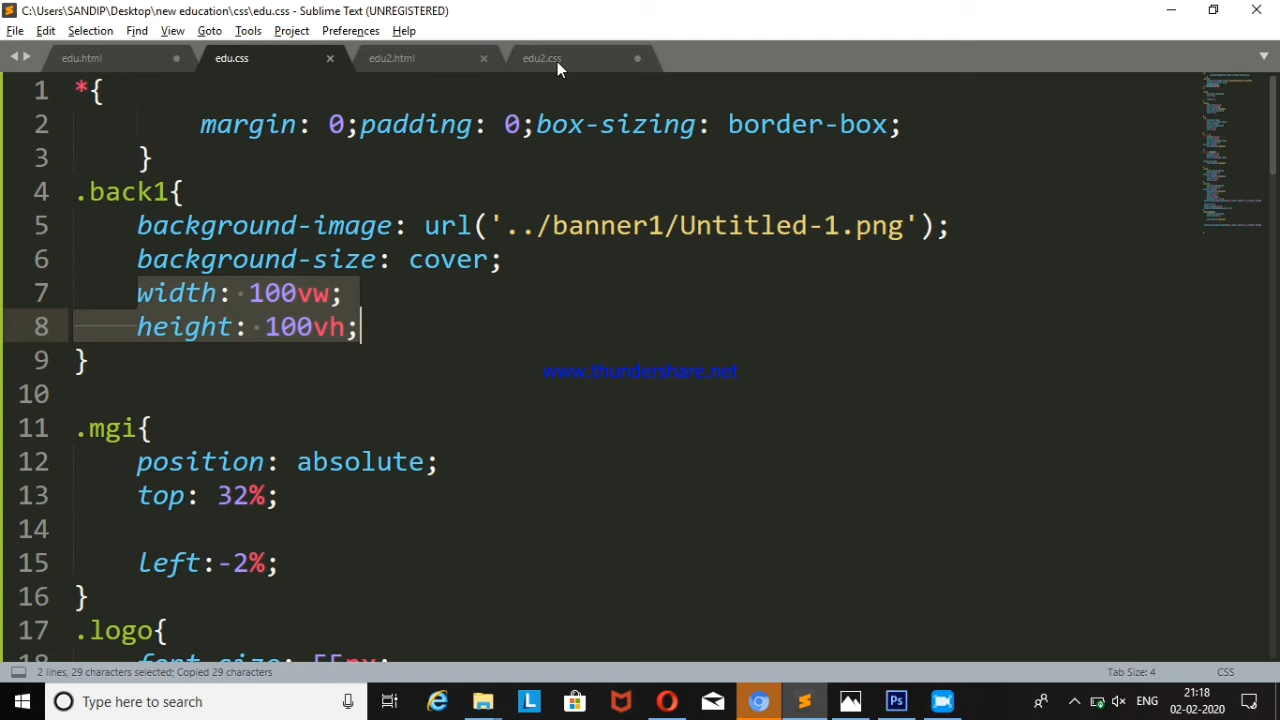 C:\Users\SANDIP\Desktop\new education\css\edu.css - Sublime Text (UNREGISTERED)
File Edit Selection Find View Goto Tools Project Preferences Help
edu.html edu.css edu2.html edu2.css
1 *{
2 margin: 0;padding: 0;box-sizing: border-box;
3 }
4 .back1{
5 background-image: url('../banner1/Untitled-1.png');
6 background-size: cover;
7 width: 100vw;
8 height: 100vh;
9 }
www.thundershare.net
10
11 .mgi{
12 position: absolute;
13 top: 32%;
14
15 left:-2%;
16 }
17 .logo{
18 font-size: 55px;
2 lines, 29 characters selected; Copied 29 characters Tab Size: 4 CSS
Type here to search
ENG
21:18
02-02-2020